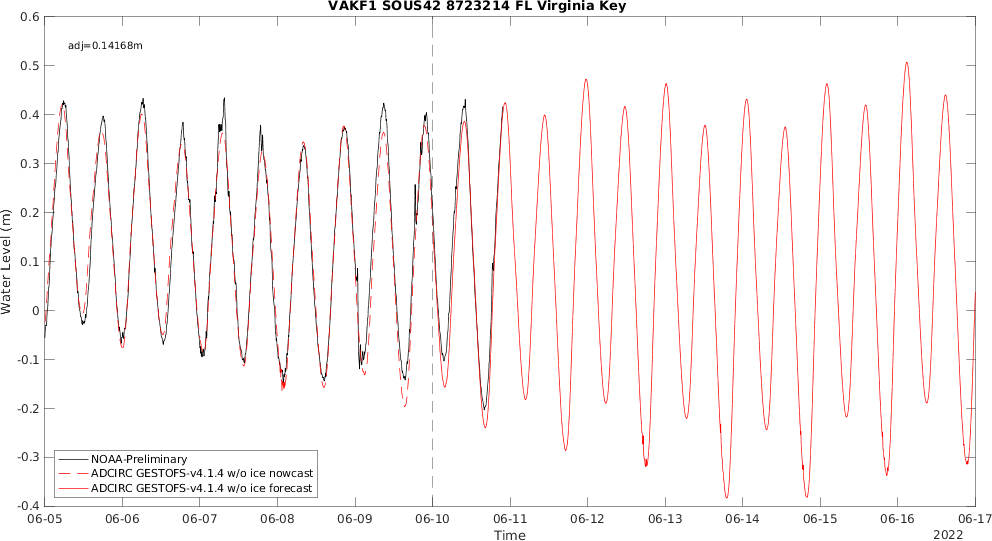 VAKF1 SOUS42 8723214 FL Virginia Key
0.6
adj=0.14168m
0.5
0.4
0.3
0.2
0.1
0
-0.1
-0.2
-0.3
-0.4
Water Level (m)
NOAA-Preliminary
ADCIRC GESTOFS-v4.1.4 w/o ice nowcast
ADCIRC GESTOFS-v4.1.4 w/o ice forecast
06-05 06-06 06-07 06-08 06-09 06-10 06-11 06-12 06-13 06-14 06-15 06-16 06-17
Time
2022